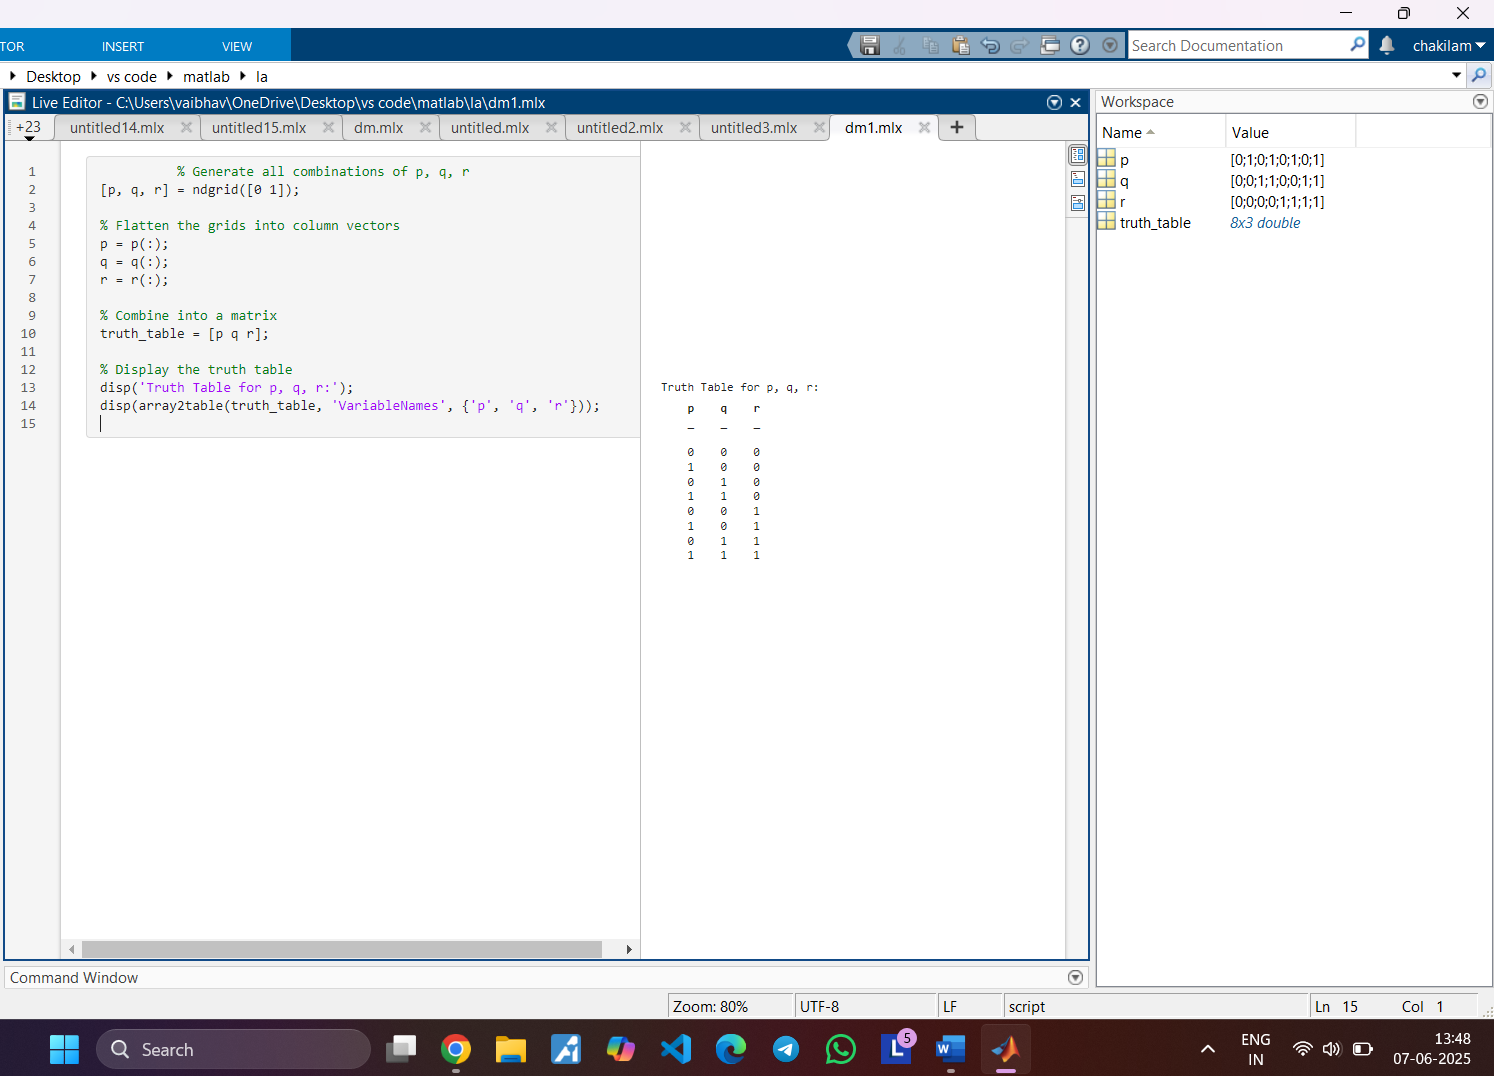 TOR INSERT VIEW Search Documentation chakilam
Desktop vs code matlab la
Live Editor - C:\Users\vaibhav\OneDrive\Desktop\vs code\matlab\la\dm1.mlx
+23 untitled14.mlx untitled15.mlx dm.mlx untitled.mlx untitled2.mlx untitled3.mlx dm1.mlx
1 % Generate all combinations of p, q, r
2 [p, q, r] = ndgrid([0 1]);
3
4 % Flatten the grids into column vectors
5 p = p(:);
6 q = q(:);
7 r = r(:);
8
9 % Combine into a matrix
10 truth_table = [p q r];
11
12 % Display the truth table
13 disp('Truth Table for p, q, r:');
14 disp(array2table(truth_table, 'VariableNames', {'p', 'q', 'r'}));
15
Truth Table for p, q, r:
p q r
_ _ _
0 0 0
1 0 0
0 1 0
1 1 0
0 0 1
1 0 1
0 1 1
1 1 1
Workspace
Name Value
p [0;1;0;1;0;1;0;1]
q [0;0;1;1;0;0;1;1]
r [0;0;0;0;1;1;1;1]
truth_table 8x3 double
Command Window
Zoom: 80% UTF-8 LF script Ln 15 Col 1
Search L 5 W ENG IN 13:48
07-06-2025